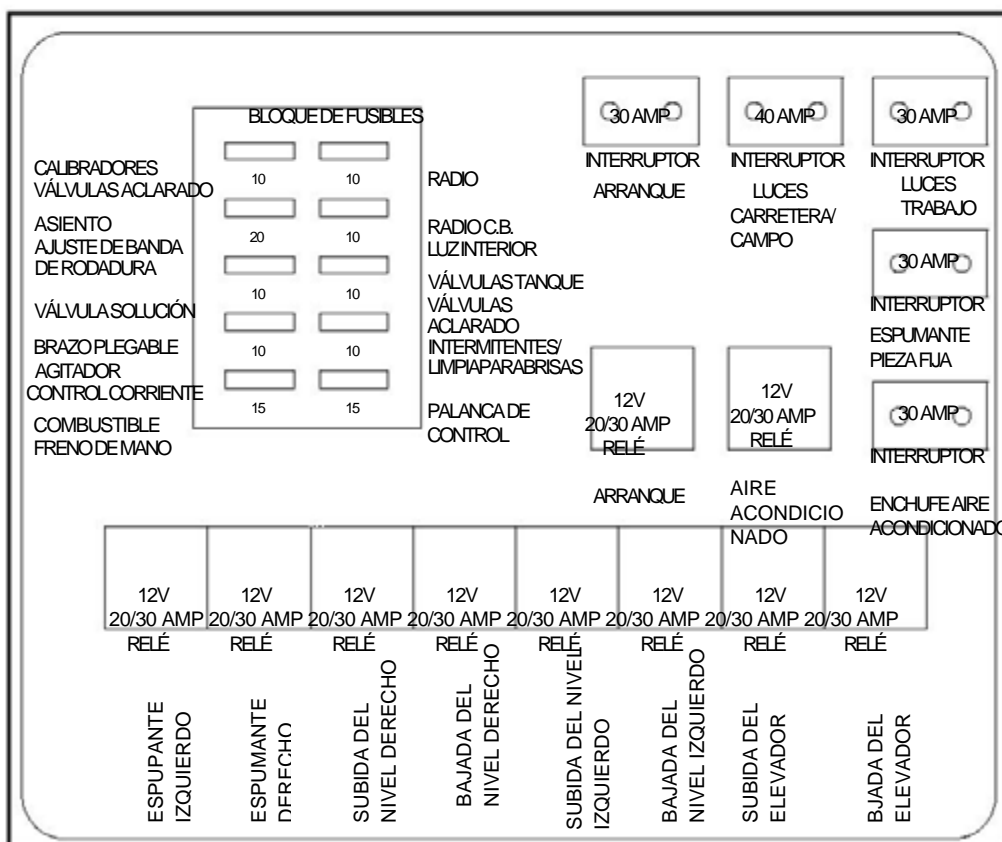 BLOQUE DE FUSIBLES
CALIBRADORES
VÁLVULAS ACLARADO
ASIENTO
AJUSTE DE BANDA
DE RODADURA
VÁLVULA SOLUCIÓN
BRAZO PLEGABLE
AGITADOR
CONTROL CORRIENTE
COMBUSTIBLE
FRENO DE MANO
10 10
20 10
10 10
10 10
15 15
RADIO
RADIO C.B.
LUZ INTERIOR
VÁLVULAS TANQUE
VÁLVULAS
ACLARADO
INTERMITENTES/
LIMPIAPARABRISAS
PALANCA DE
CONTROL
30 AMP
INTERRUPTOR
ARRANQUE
40 AMP
INTERRUPTOR
LUCES
CARRETERA/
CAMPO
30 AMP
INTERRUPTOR
LUCES
TRABAJO
30 AMP
INTERRUPTOR
ESPUMANTE
PIEZA FIJA
30 AMP
INTERRUPTOR
ENCHUFE AIRE
ACONDICIONADO
12V
20/30 AMP
RELÉ
ARRANQUE
12V
20/30 AMP
RELÉ
AIRE
ACONDICIO
NADO
12V
20/30 AMP
RELÉ
ESPUPANTE
IZQUIERDO
12V
20/30 AMP
RELÉ
ESPUMANTE
DERECHO
12V
20/30 AMP
RELÉ
SUBIDA DEL
NIVEL DERECHO
12V
20/30 AMP
RELÉ
BAJADA DEL
NIVEL DERECHO
12V
20/30 AMP
RELÉ
SUBIDA DEL NIVEL
IZQUIERDO
12V
20/30 AMP
RELÉ
BAJADA DEL
NIVEL IZQUIERDO
12V
20/30 AMP
RELÉ
SUBIDA DEL
ELEVADOR
12V
20/30 AMP
RELÉ
BJADA DEL
ELEVADOR